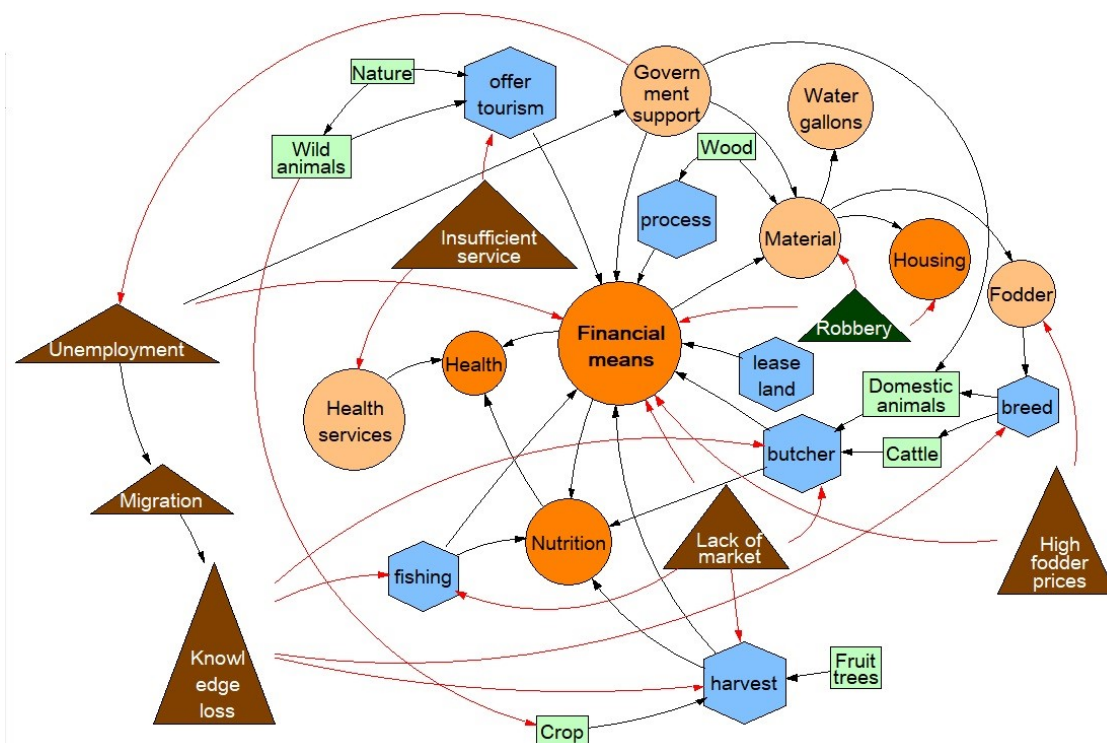 Nature
offer
tourism
Govern
ment
support
Water
gallons
Wild
animals
Wood
process
Insufficient
service
Material
Housing
Fodder
Unemployment
Financial
means
Robbery
Health
lease
land
Domestic
animals
breed
Health
services
butcher
Cattle
Migration
Nutrition
Lack of
market
High
fodder
prices
fishing
Knowl
edge
loss
harvest
Fruit
trees
Crop